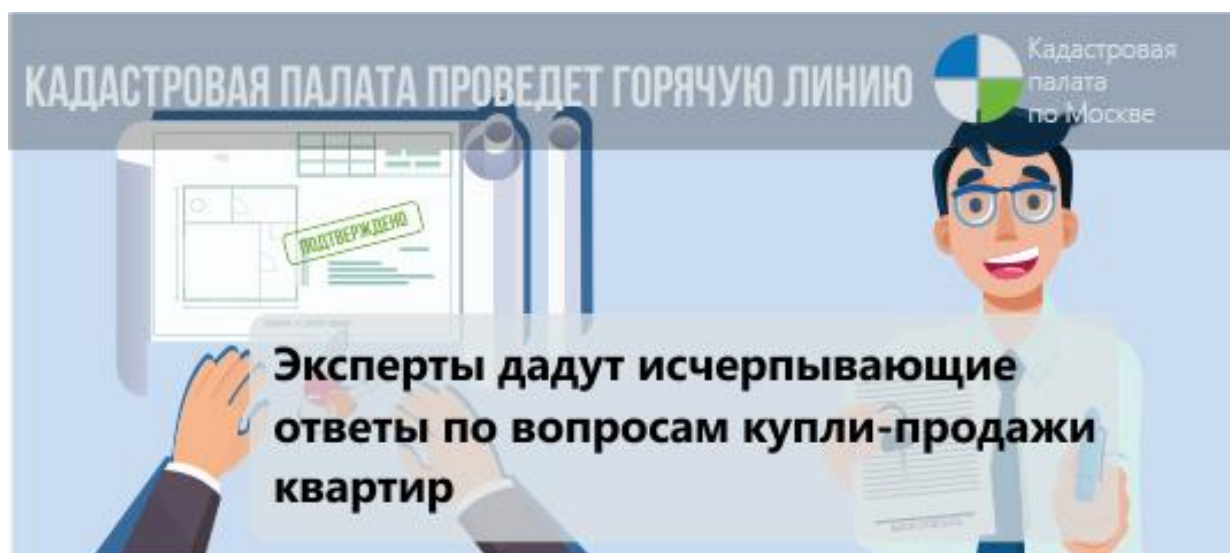 КАДАСТРОВАЯ ПАЛАТА ПРОВЕДЕТ ГОРЯЧУЮ ЛИНИЮ
Кадастровая
палата
по Москве
ПОДТВЕРЖДЕНО
Эксперты дадут исчерпывающие
ответы по вопросам купли-продажи
квартир